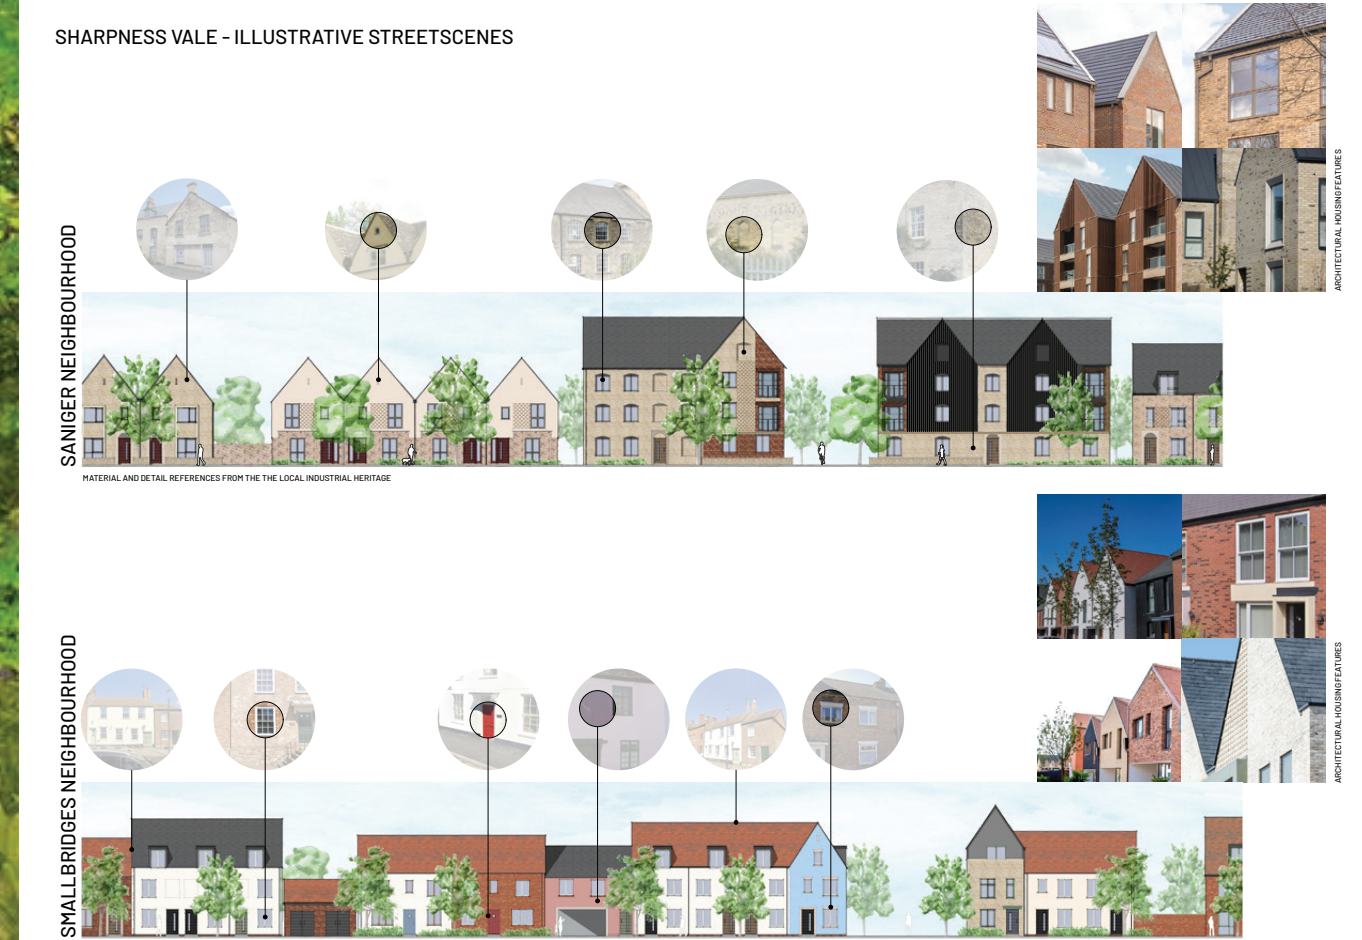 SHARPNESS VALE - ILLUSTRATIVE STREETSCENES
ARCHITECTURAL HOUSING FEATURES
SANIGER NEIGHBOURHOOD
MATERIAL AND DETAIL REFERENCES FROM THE THE LOCAL INDUSTRIAL HERITAGE
ARCHITECTURAL HOUSING FEATURES
SMALLBRIDGES NEIGHBOURHOOD